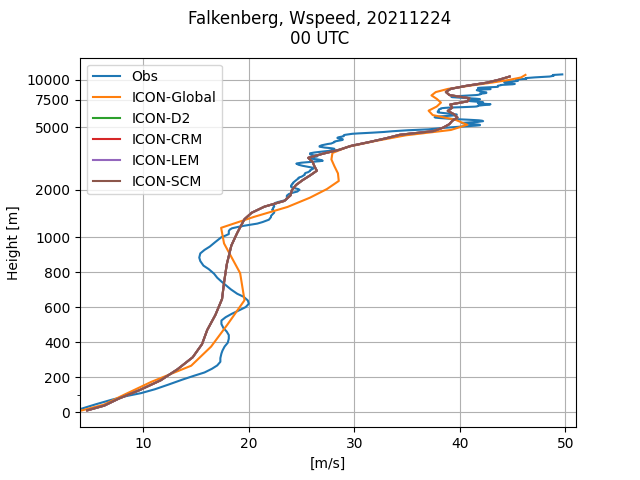 Falkenberg, Wspeed, 20211224
00 UTC
Obs
ICON-Global
ICON-D2
ICON-CRM
ICON-LEM
ICON-SCM
10000
7500
5000
2000
1000
800
600
400
200
0
Height [m]
10
20
30
40
50
[m/s]